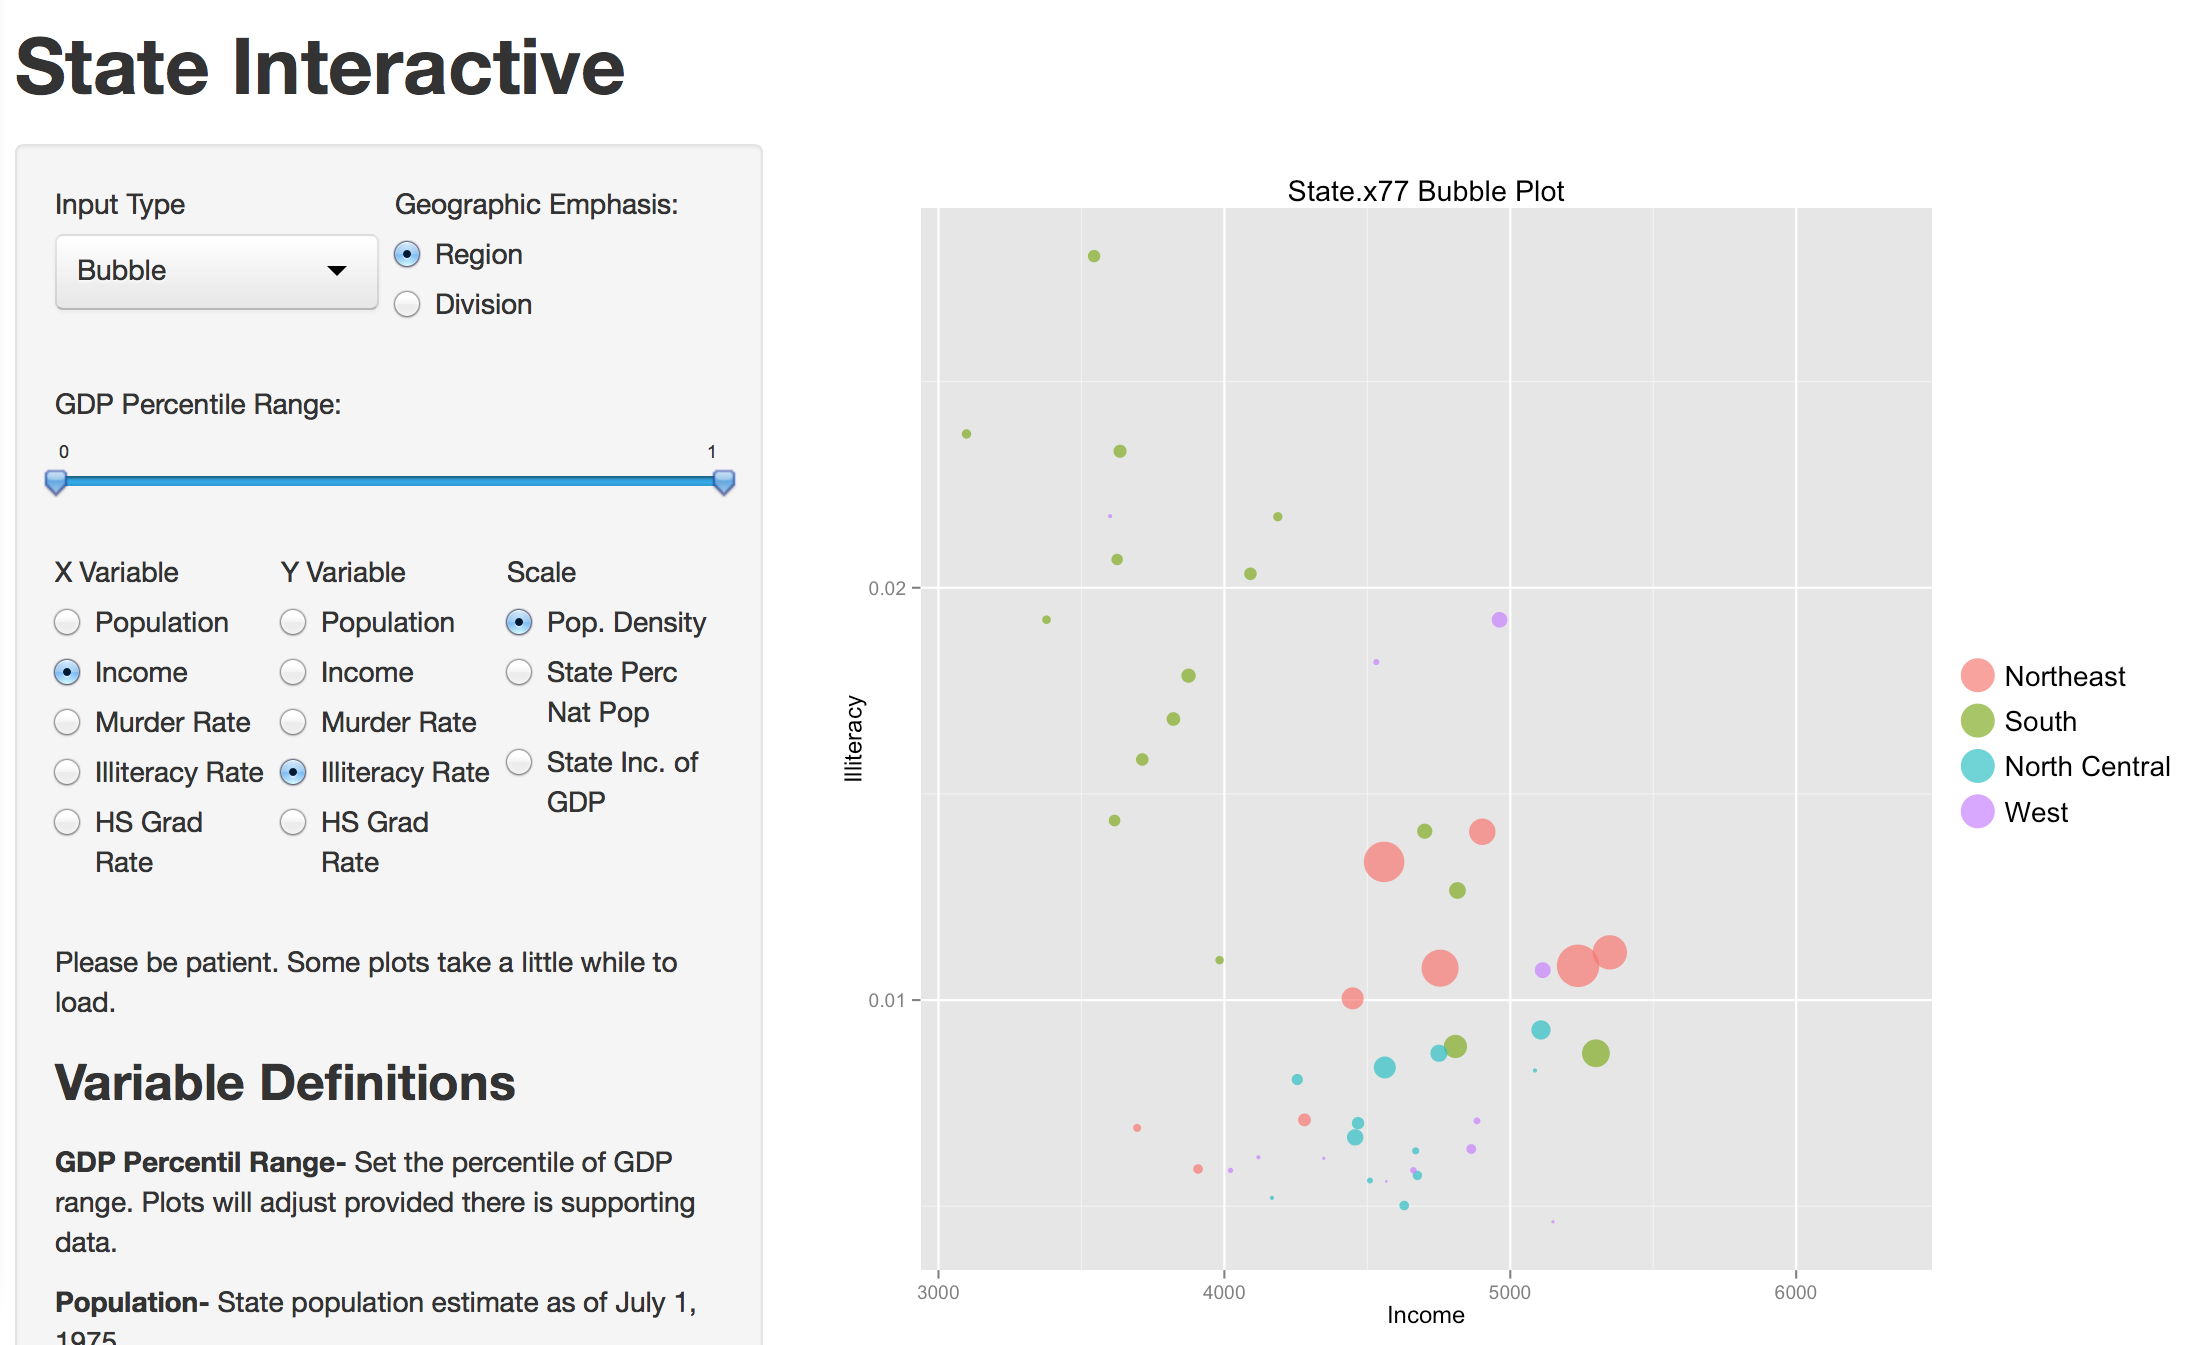 State Interactive
Input Type
Bubble
Geographic Emphasis:
Region
Division
GDP Percentile Range:
0
1
X Variable
Population
Income
Murder Rate
Illiteracy Rate
HS Grad
Rate
Y Variable
Population
Income
Murder Rate
Illiteracy Rate
HS Grad
Rate
Scale
Pop. Density
State Perc
Nat Pop
State Inc. of
GDP
Please be patient. Some plots take a little while to
load.
Variable Definitions
GDP Percentil Range- Set the percentile of GDP
range. Plots will adjust provided there is supporting
data.
Population- State population estimate as of July 1,
1975
State.x77 Bubble Plot
Illiteracy
0.02
0.01
3000
4000
5000
6000
Income
Northeast
South
North Central
West